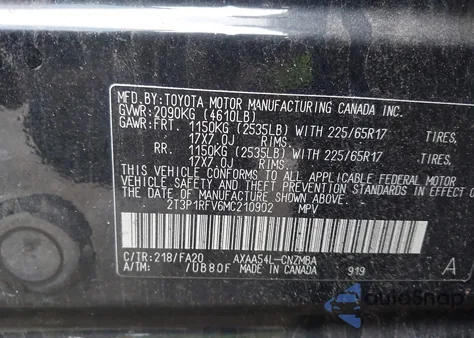 MFD.BY:TOYOTA MOTOR MANUFACTURING CANADA INC.
GVWR:2090KG (4610LB)
GAWR:FRT. 1150KG (2535LB) WITH 225/65R17 TIRES,
17X7.0J RIMS.
RR. 1150KG (2535LB) WITH 225/65R17 TIRES,
17X7.0J RIMS.
THIS VEHICLE CONFORMS TO ALL APPLICABLE FEDERAL MOTOR
VEHICLE SAFETY STANDARDS IN EFFECT ON THE
DATE OF MANUFACTURE SHOWN ABOVE.
2T3P1RFV6MC210902 MPV
C/TR:218/FA20 AXAA54L-CNZMBA
A/TM: /UB80F MADE IN CANADA 919
A
AutoSnap